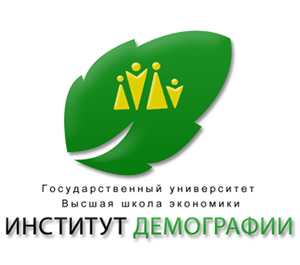 Государственный университет
Высшая школа экономики
ИНСТИТУТ ДЕМОГРАФИИ